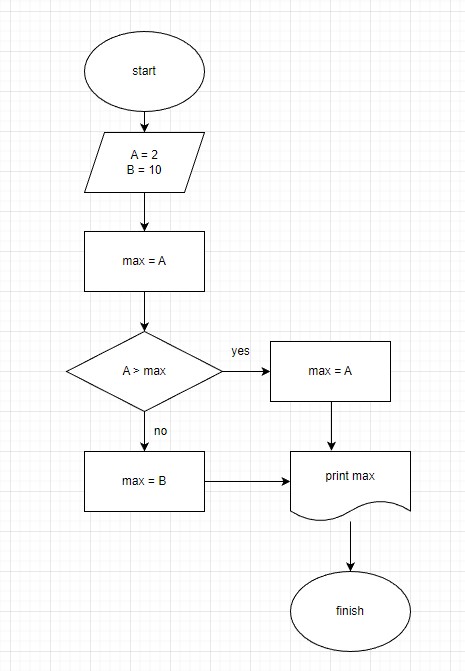 start
A = 2
B = 10
max = A
A > max
yes
max = A
no
max = B
print max
finish